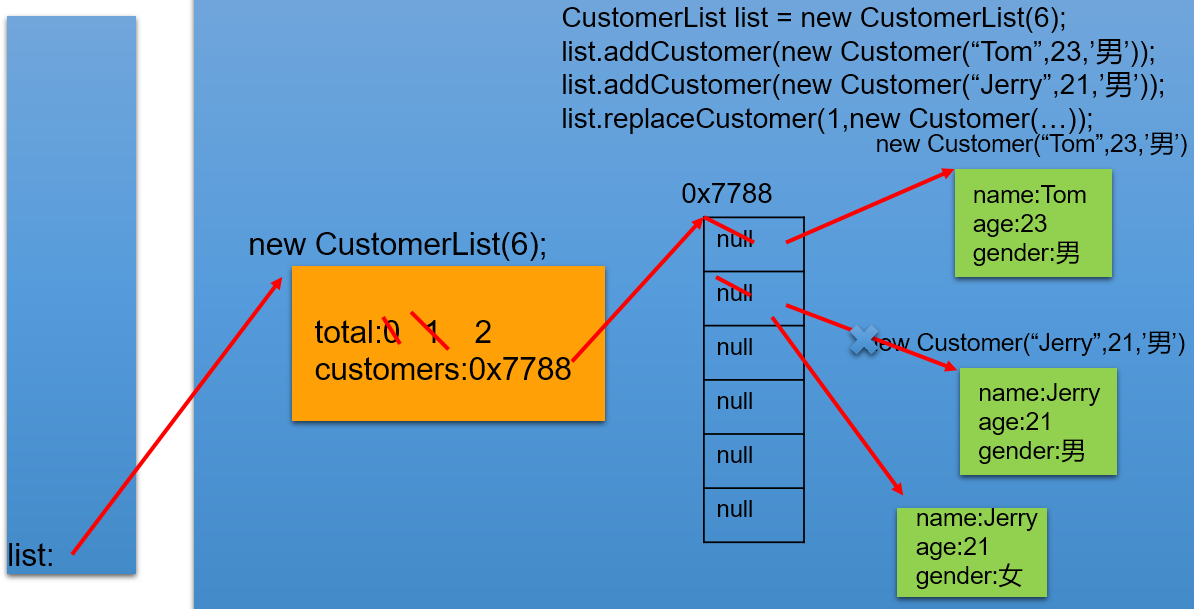 CustomerList list = new CustomerList(6);
list.addCustomer(new Customer(“Tom”,23,’男’));
list.addCustomer(new Customer(“Jerry”,21,’男’));
list.replaceCustomer(1,new Customer(…));
new Customer(“Tom”,23,’男’)
0x7788
name:Tom
age:23
gender:男
new CustomerList(6);
total:0 1 2
customers:0x7788
null
null
null
null
null
null
new Customer(“Jerry”,21,’男’)
name:Jerry
age:21
gender:男
name:Jerry
age:21
gender:女
list: